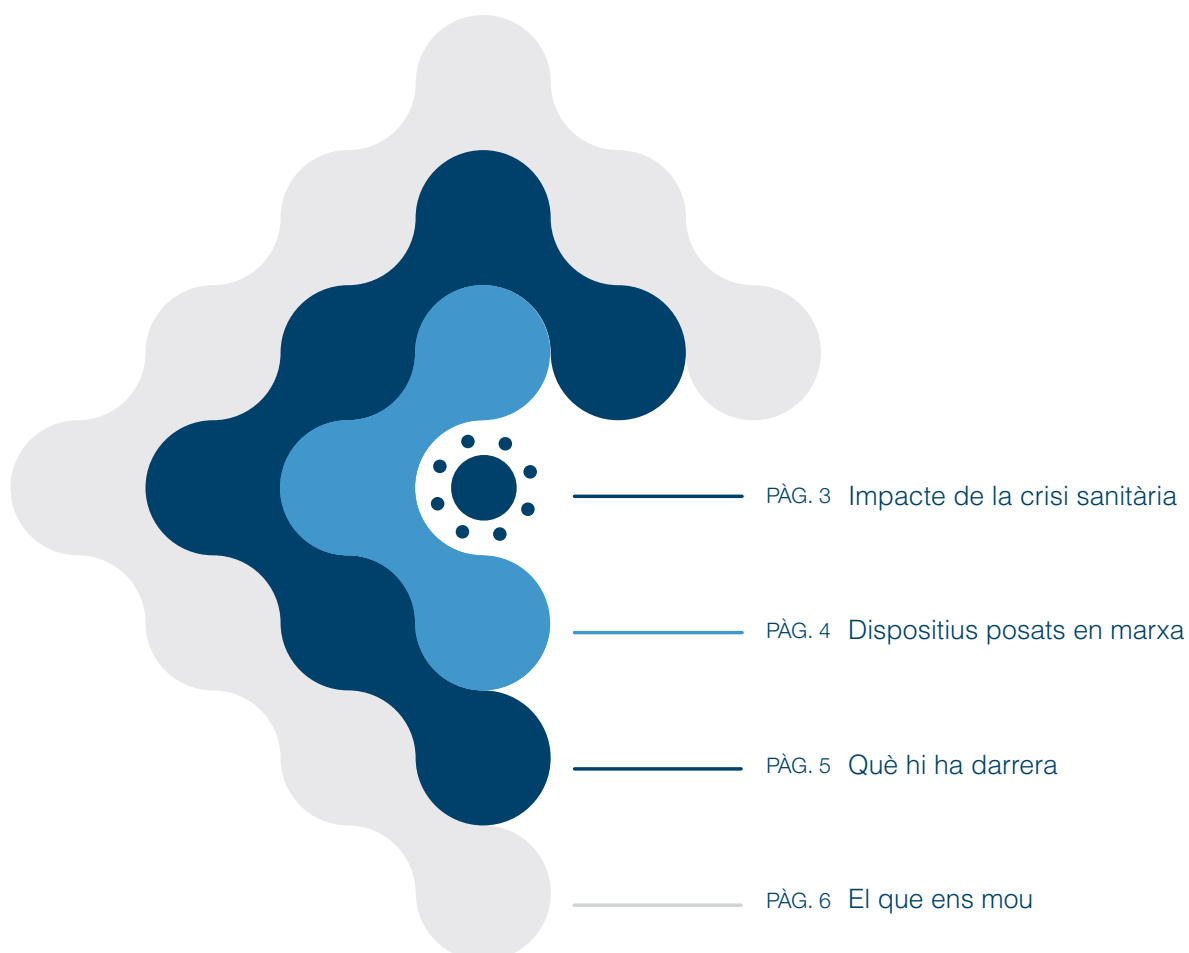 PÀG. 3 Impacte de la crisi sanitària
PÀG. 4 Dispositius posats en marxa
PÀG. 5 Què hi ha darrera
PÀG. 6 El que ens mou